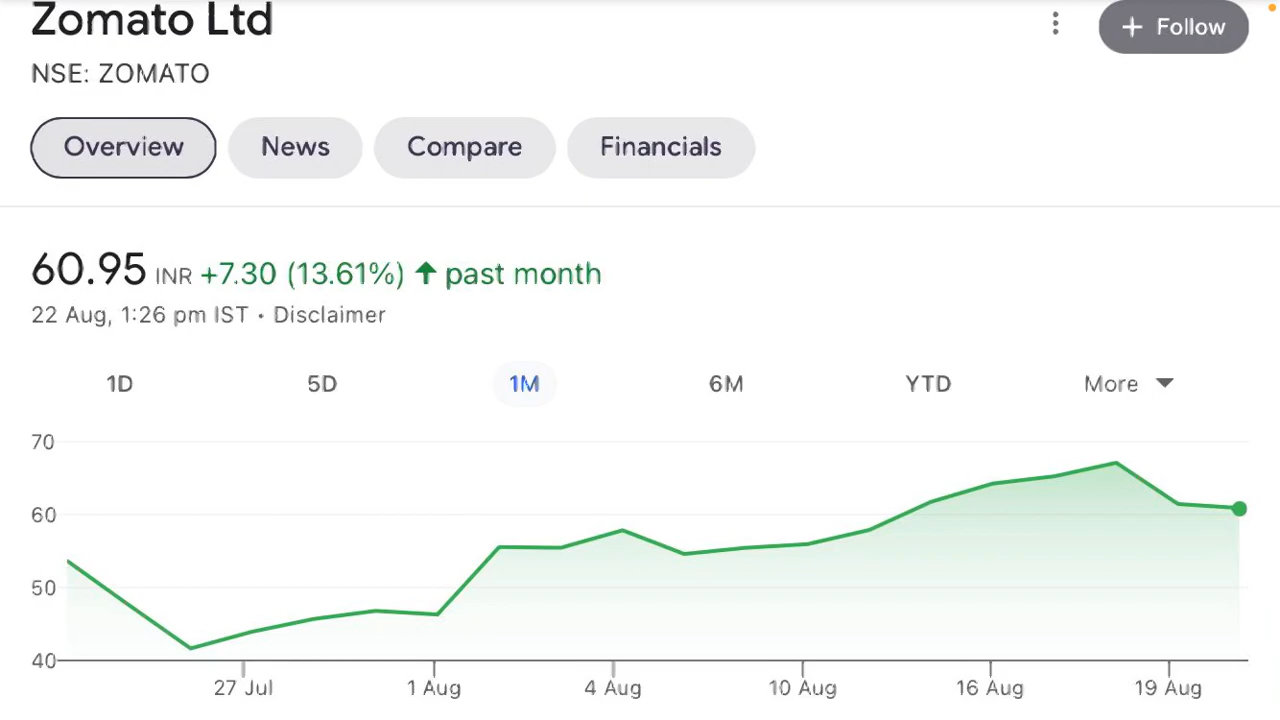 Zomato Ltd
+ Follow
NSE: ZOMATO
Overview News Compare Financials
60.95 INR +7.30 (13.61%) ↑ past month
22 Aug, 1:26 pm IST • Disclaimer
1D 5D 1M 6M YTD More
70
60
50
40
27 Jul 1 Aug 4 Aug 10 Aug 16 Aug 19 Aug